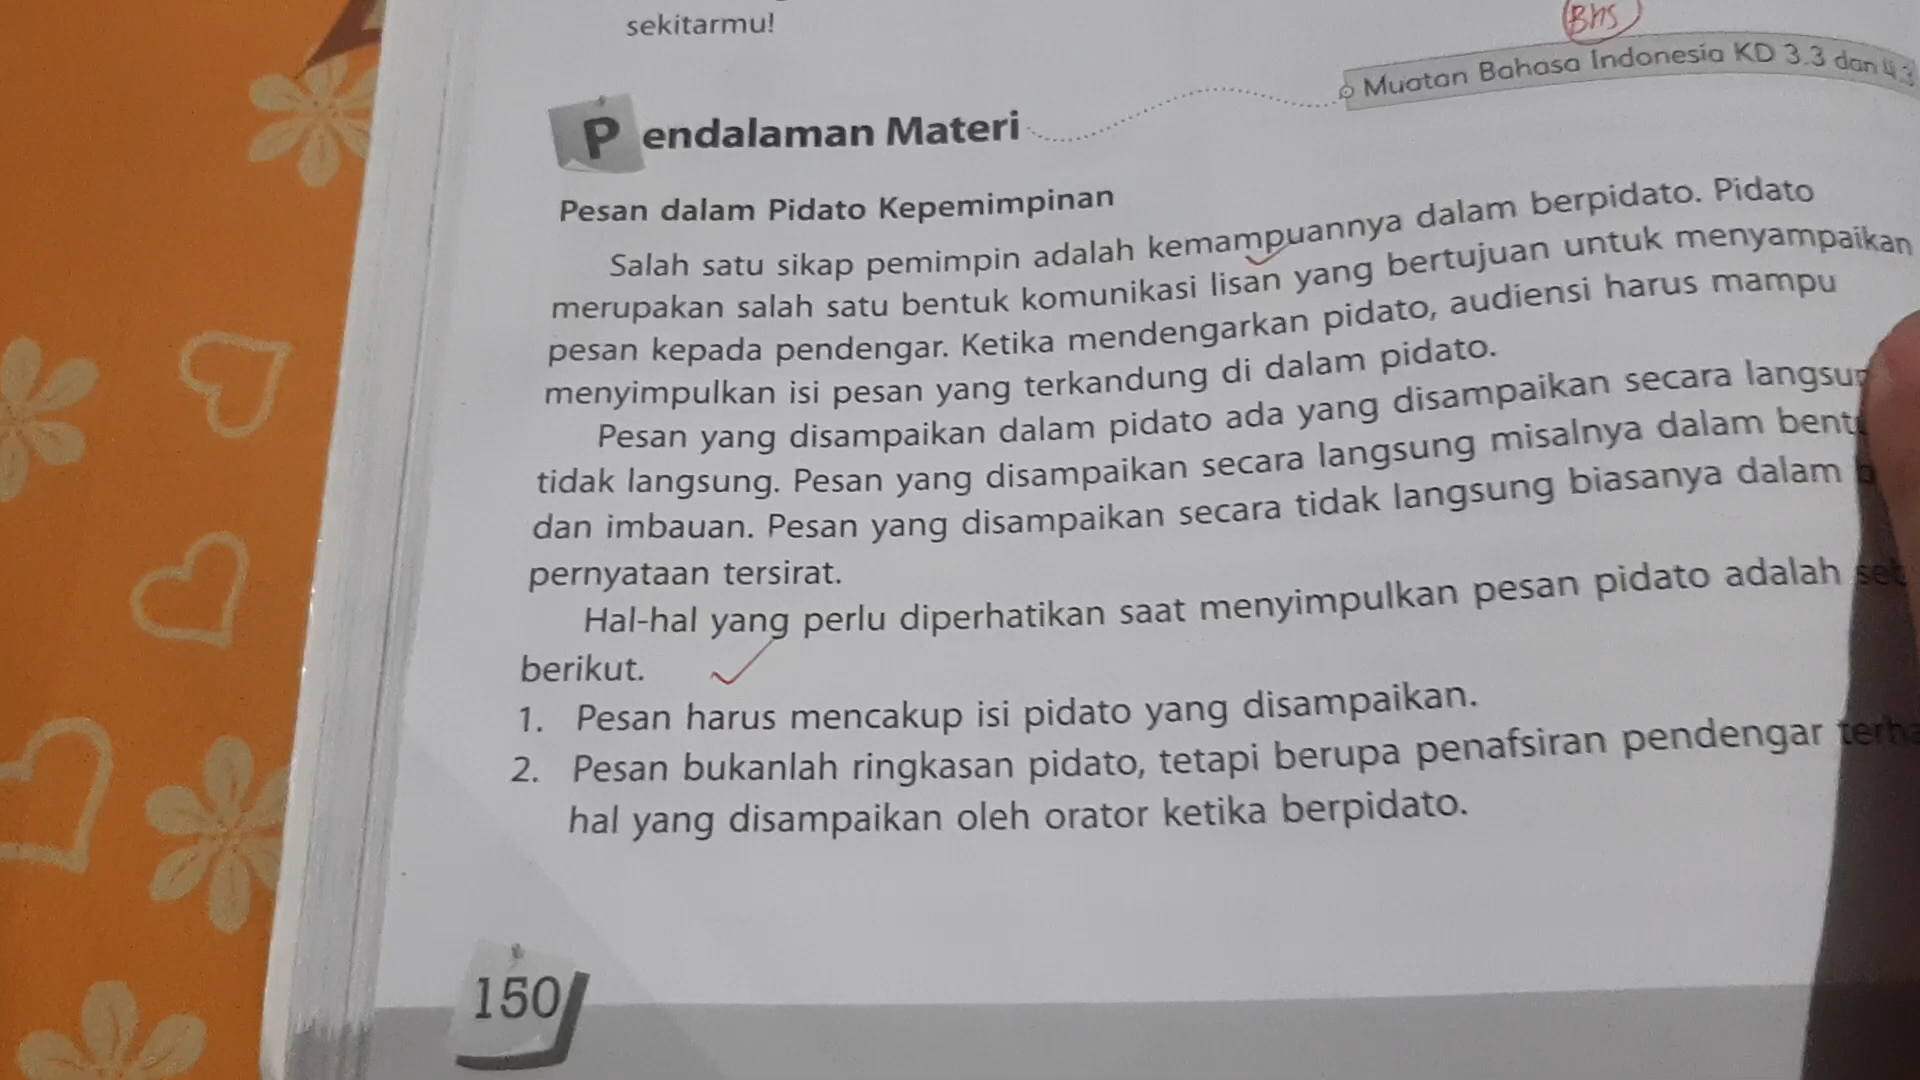 sekitarmu!
Bhs
Muatan Bahasa Indonesia KD 3.3 dan 4.3
Pendalaman Materi
Pesan dalam Pidato Kepemimpinan
Salah satu sikap pemimpin adalah kemampuannya dalam berpidato. Pidato
merupakan salah satu bentuk komunikasi lisan yang bertujuan untuk menyampaikan
pesan kepada pendengar. Ketika mendengarkan pidato, audiensi harus mampu
menyimpulkan isi pesan yang terkandung di dalam pidato.
Pesan yang disampaikan dalam pidato ada yang disampaikan secara
tidak langsung. Pesan yang disampaikan secara langsung misalnya dalam
dan imbauan. Pesan yang disampaikan secara tidak langsung biasanya dalam
pernyataan tersirat.
Hal-hal yang perlu diperhatikan saat menyimpulkan pesan pidato adalah
berikut.
1. Pesan harus mencakup isi pidato yang disampaikan.
2. Pesan bukanlah ringkasan pidato, tetapi berupa penafsiran pendengar
hal yang disampaikan oleh orator ketika berpidato.
150